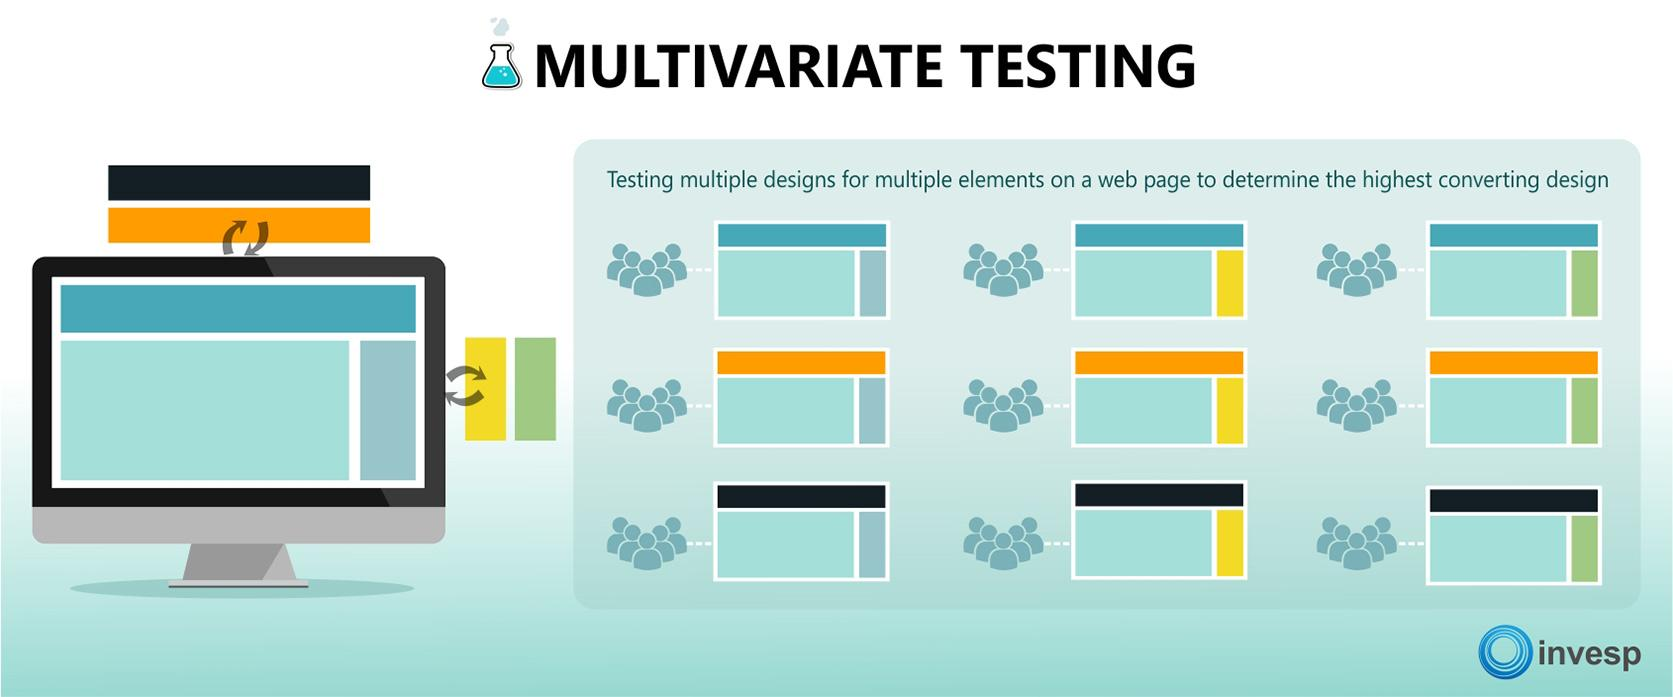 MULTIVARIATE TESTING
Testing multiple designs for multiple elements on a web page to determine the highest converting design
invesp